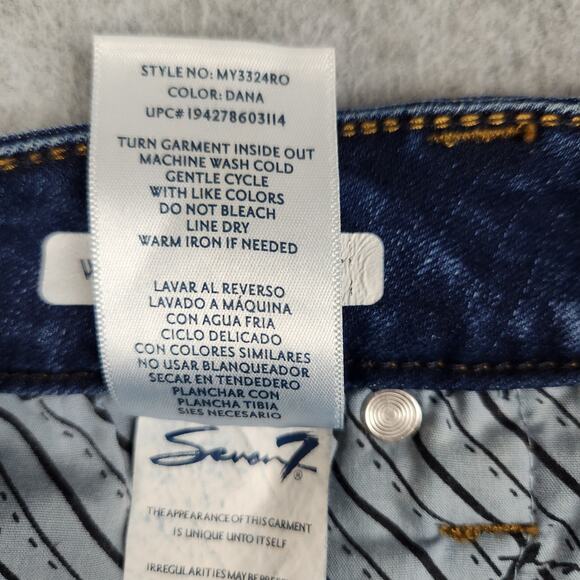 STYLE NO: MY3324RO
COLOR: DANA
UPC# 194278603114
TURN GARMENT INSIDE OUT
MACHINE WASH COLD
GENTLE CYCLE
WITH LIKE COLORS
DO NOT BLEACH
LINE DRY
WARM IRON IF NEEDED
LAVAR AL REVERSO
LAVADO A MÁQUINA
CON AGUA FRIA
CICLO DELICADO
CON COLORES SIMILARES
NO USAR BLANQUEADOR
SECAR EN TENDEDERO
PLANCHAR CON
PLANCHA TIBIA
SIES NECESARIO
Seven7®
THE APPEARANCE OF THIS GARMENT
IS UNIQUE UNTO ITSELF
IRREGULARITIES MAY BE